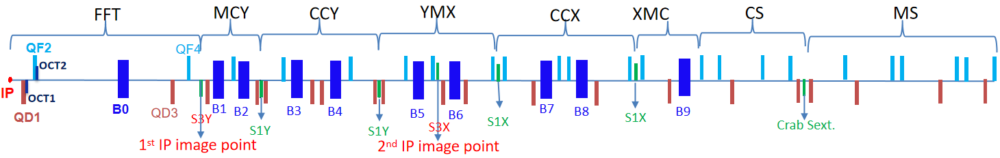 FFT MCY CCY YMX CCX XMC CS MS
QF2 QF4
OCT2
IP OCT1
QD1 B0 QD3 S3Y B1 B2 S1Y B3 B4 S1Y B5 S3X B6 S1X B7 B8 S1X B9 Crab Sext.
1st IP image point 2nd IP image point